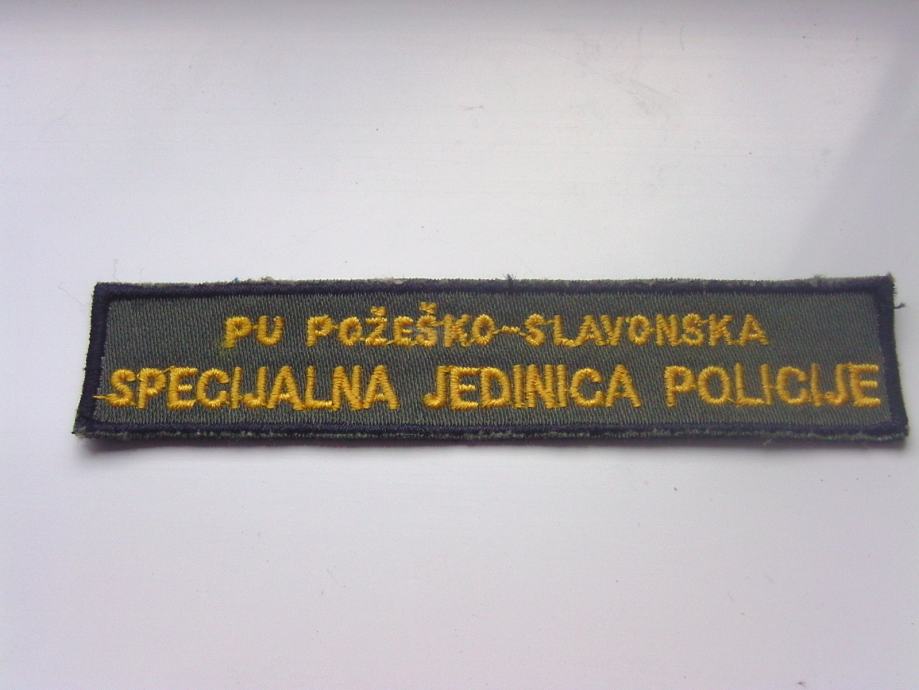 PU POŽEŠKO-SLAVONSKA
SPECIJALNA JEDINICA POLICIJE